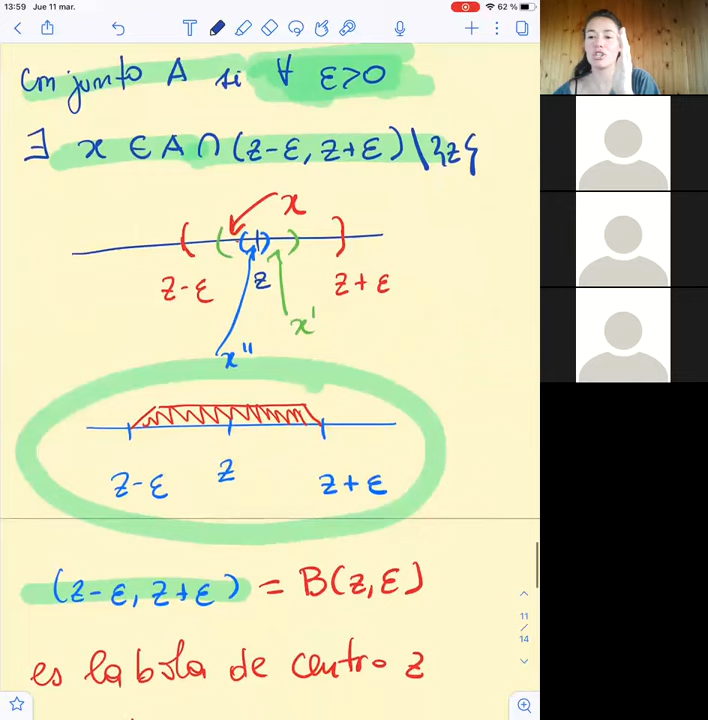 13:59 Jue 11 mar. 62 %
conjunto A si ∀ ε>0
∃ x ∈ A ∩ (z-ε, z+ε) \ {z}
x
z-ε z z+ε
x'
x''
z-ε z z+ε
(z-ε, z+ε) = B(z,ε)
es la bola de centro z
11
/
14